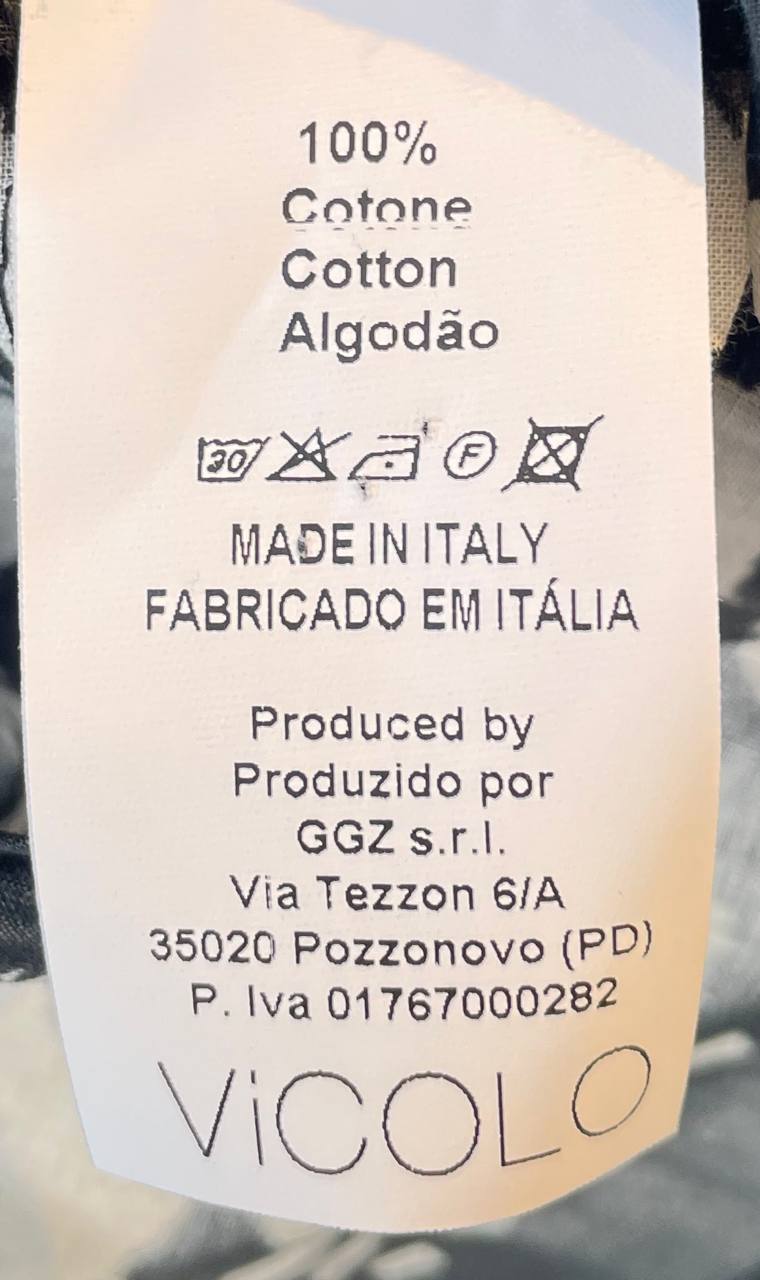 100%
Cotone
Cotton
Algodão
30 F
MADE IN ITALY
FABRICADO EM ITÁLIA
Produced by
Produzido por
GGZ s.r.l.
Via Tezzon 6/A
35020 Pozzonovo (PD)
P. Iva 01767000282
ViCOLO